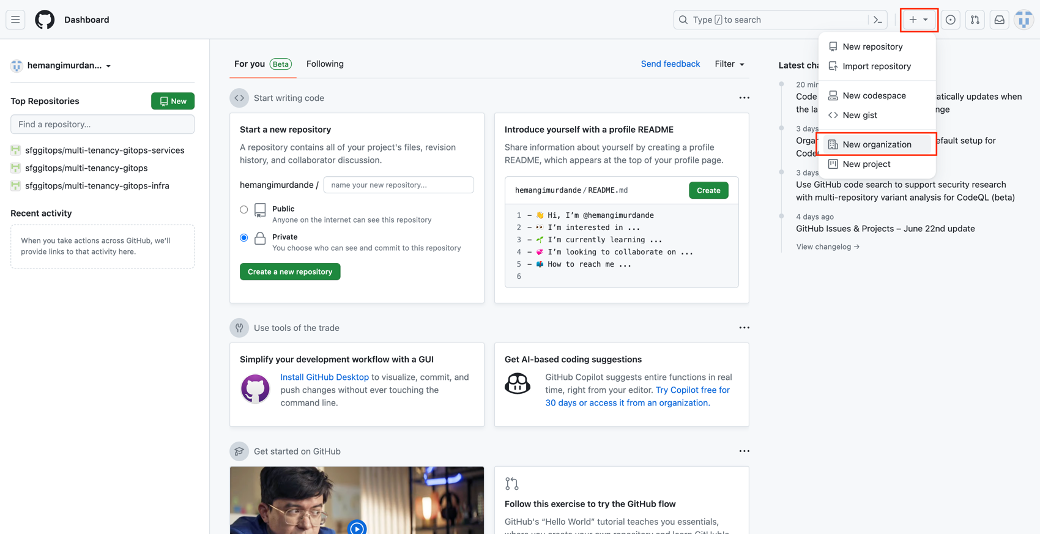 Dashboard
Type / to search
hemangimurdan...
Top Repositories
New
Find a repository...
sfggitops/multi-tenancy-gitops-services
sfggitops/multi-tenancy-gitops
sfggitops/multi-tenancy-gitops-infra
Recent activity
When you take actions across GitHub, we'll
provide links to that activity here.
For you Beta
Following
Send feedback
Filter
Start writing code
Start a new repository
A repository contains all of your project's files, revision
history, and collaborator discussion.
hemangimurdande /
name your new repository...
Public
Anyone on the internet can see this repository
Private
You choose who can see and commit to this repository
Create a new repository
Introduce yourself with a profile README
Share information about yourself by creating a profile
README, which appears at the top of your profile page.
hemangimurdande / README.md
Create
1 - 👋 Hi, I'm @hemangimurdande
2 - 👀 I'm interested in ...
3 - 🌱 I'm currently learning ...
4 - 💞️ I'm looking to collaborate on ...
5 - 📫 How to reach me ...
6
Use tools of the trade
Simplify your development workflow with a GUI
Install GitHub Desktop to visualize, commit, and
push changes without ever touching the
command line.
Get AI-based coding suggestions
GitHub Copilot suggests entire functions in real
time, right from your editor. Try Copilot free for
30 days or access it from an organization.
Get started on GitHub
Follow this exercise to try the GitHub flow
GitHub's "Hello World" tutorial teaches you essentials,
New repository
Import repository
New codespace
New gist
New organization
New project
Latest cha
20 min
Code
atically updates when
the la
nge
3 days
Organ
efault setup for
Code
3 days
Use GitHub code search to support security research
with multi-repository variant analysis for CodeQL (beta)
4 days ago
GitHub Issues & Projects – June 22nd update
View changelog →